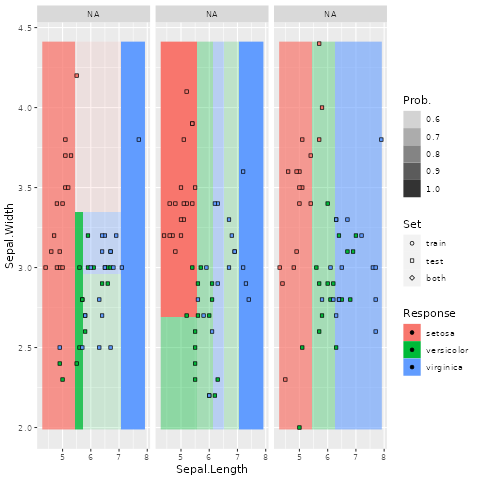 NA NA NA
4.5
4.0
3.5
3.0
2.5
2.0
Sepal.Width
5 6 7 8 5 6 7 8 5 6 7 8
Sepal.Length
Prob.
0.6
0.7
0.8
0.9
1.0
Set
train
test
both
Response
setosa
versicolor
virginica